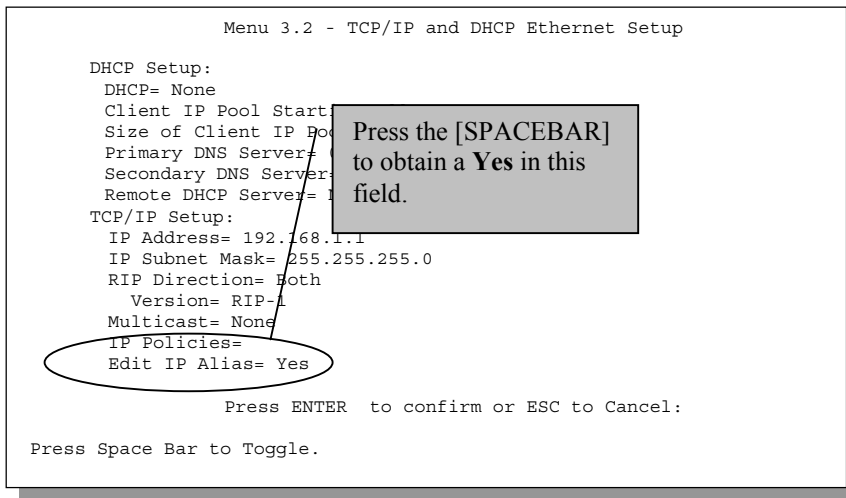 Menu 3.2 - TCP/IP and DHCP Ethernet Setup
DHCP Setup:
DHCP= None
Client IP Pool Start
Size of Client IP
Primary DNS Server=
Secondary DNS Server=
Remote DHCP Server=
Press the [SPACEBAR]
to obtain a Yes in this
field.
TCP/IP Setup:
IP Address= 192.168.1.1
IP Subnet Mask= 255.255.255.0
RIP Direction= Both
Version= RIP-1
Multicast= None
IP Policies=
Edit IP Alias= Yes
Press ENTER to confirm or ESC to Cancel:
Press Space Bar to Toggle.